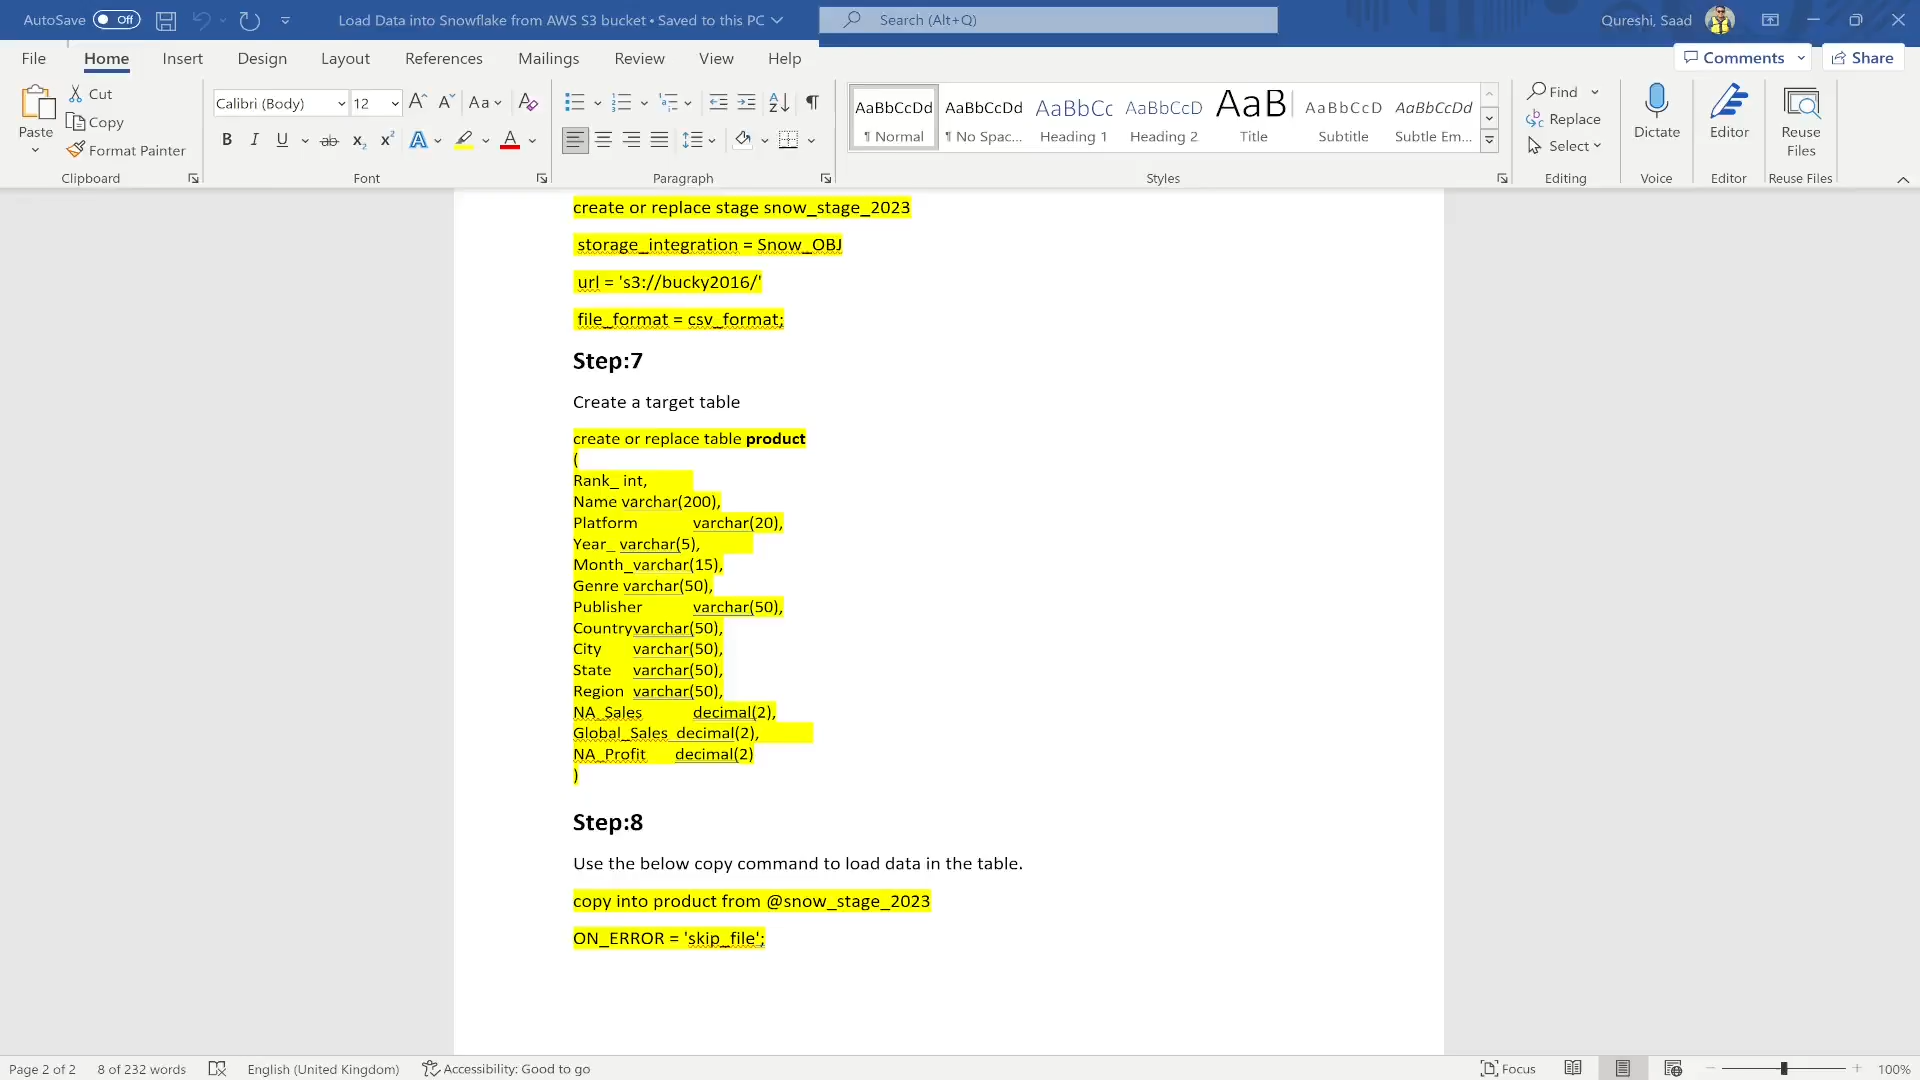 AutoSave Off Load Data into Snowflake from AWS S3 bucket • Saved to this PC Search (Alt+Q) Qureshi, Saad
File Home Insert Design Layout References Mailings Review View Help Comments Share
Paste Cut Copy Format Painter Clipboard
Calibri (Body) 12 Font
Paragraph
AaBbCcDd AaBbCcDd AaBbCc AaBbCcD AaB AaBbCcD AaBbCcDd
¶ Normal ¶ No Spac... Heading 1 Heading 2 Title Subtitle Subtle Em...
Styles
Find Replace Select Editing
Dictate Voice
Editor Editor
Reuse Files Reuse Files
create or replace stage snow_stage_2023
storage_integration = Snow_OBJ
url = 's3://bucky2016/'
file_format = csv_format;
Step:7
Create a target table
create or replace table product
(
Rank_ int,
Name varchar(200),
Platform varchar(20),
Year_ varchar(5),
Month_varchar(15),
Genre varchar(50),
Publisher varchar(50),
Countryvarchar(50),
City varchar(50),
State varchar(50),
Region varchar(50),
NA_Sales decimal(2),
Global_Sales decimal(2),
NA_Profit decimal(2)
)
Step:8
Use the below copy command to load data in the table.
copy into product from @snow_stage_2023
ON_ERROR = 'skip_file';
Page 2 of 2 8 of 232 words English (United Kingdom) Accessibility: Good to go Focus 100%